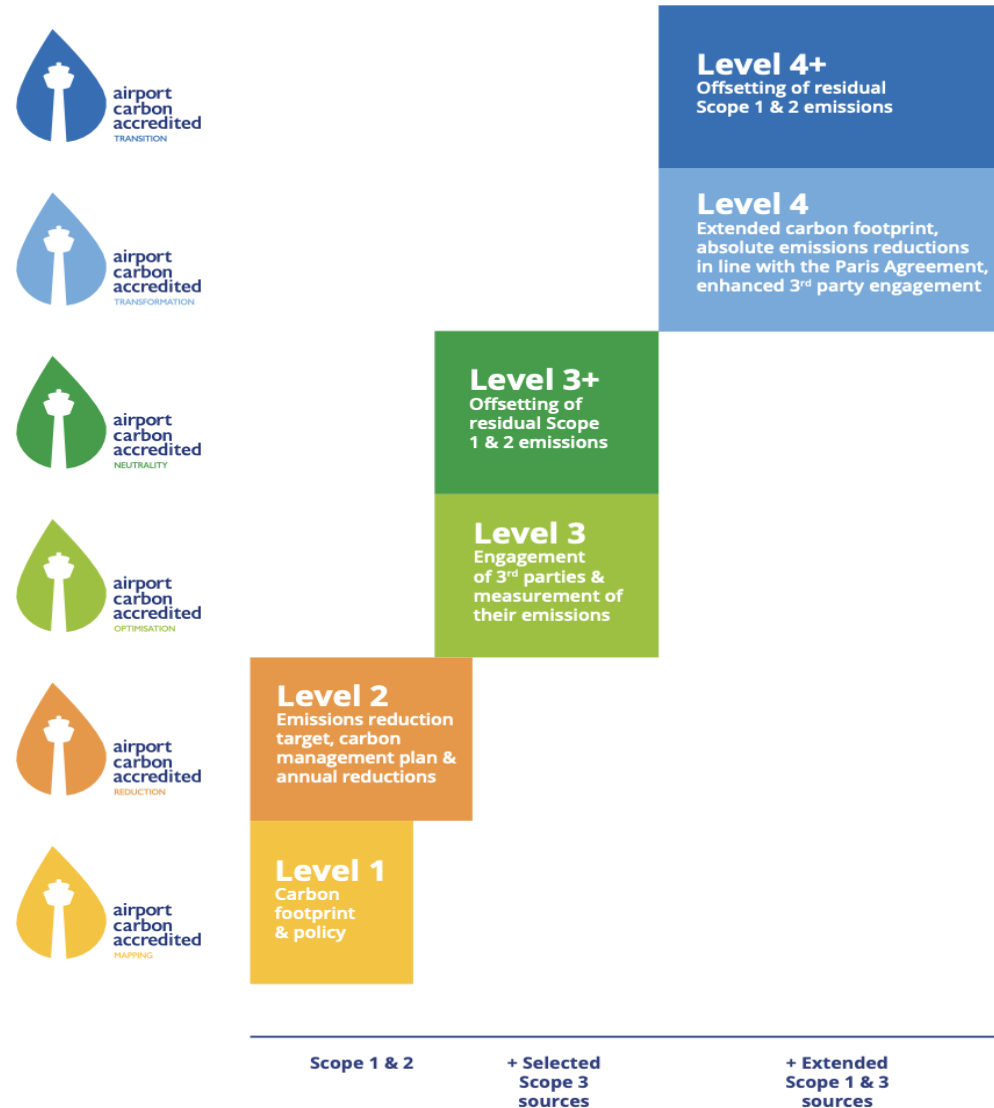 airport
carbon
accredited
TRANSITION
Level 4+
Offsetting of residual
Scope 1 & 2 emissions
airport
carbon
accredited
TRANSFORMATION
Level 4
Extended carbon footprint,
absolute emissions reductions
in line with the Paris Agreement,
enhanced 3rd party engagement
airport
carbon
accredited
NEUTRALITY
Level 3+
Offsetting of
residual Scope
1 & 2 emissions
airport
carbon
accredited
OPTIMISATION
Level 3
Engagement
of 3rd parties &
measurement of
their emissions
airport
carbon
accredited
REDUCTION
Level 2
Emissions reduction
target, carbon
management plan &
annual reductions
airport
carbon
accredited
MAPPING
Level 1
Carbon
footprint
& policy
Scope 1 & 2
+ Selected
Scope 3
sources
+ Extended
Scope 1 & 3
sources